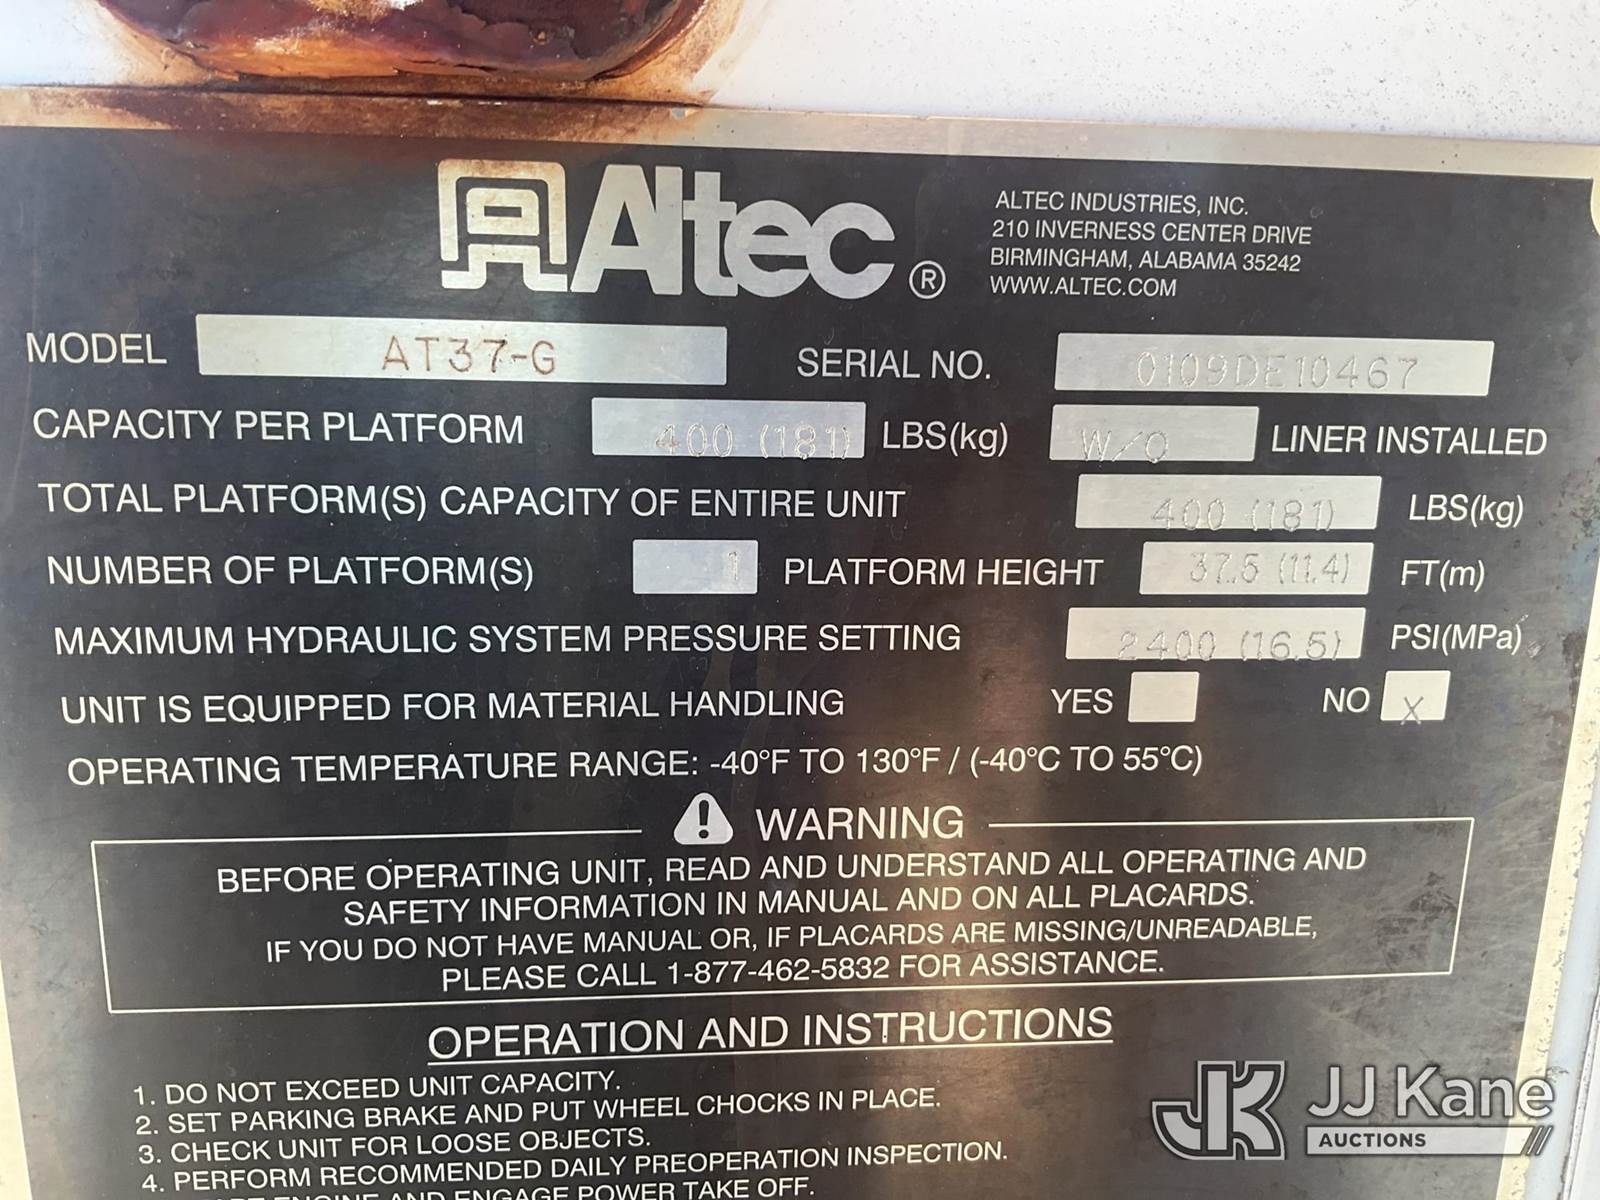 Altec ®
ALTEC INDUSTRIES, INC.
210 INVERNESS CENTER DRIVE
BIRMINGHAM, ALABAMA 35242
WWW.ALTEC.COM
MODEL AT37-G SERIAL NO. 0109DE10467
CAPACITY PER PLATFORM 400 (181) LBS(kg) W/O LINER INSTALLED
TOTAL PLATFORM(S) CAPACITY OF ENTIRE UNIT 400 (181) LBS(kg)
NUMBER OF PLATFORM(S) 1 PLATFORM HEIGHT 37.5 (11.4) FT(m)
MAXIMUM HYDRAULIC SYSTEM PRESSURE SETTING 2400 (16.5) PSI(MPa)
UNIT IS EQUIPPED FOR MATERIAL HANDLING YES NO X
OPERATING TEMPERATURE RANGE: -40°F TO 130°F / (-40°C TO 55°C)
WARNING
BEFORE OPERATING UNIT, READ AND UNDERSTAND ALL OPERATING AND
SAFETY INFORMATION IN MANUAL AND ON ALL PLACARDS.
IF YOU DO NOT HAVE MANUAL OR, IF PLACARDS ARE MISSING/UNREADABLE,
PLEASE CALL 1-877-462-5832 FOR ASSISTANCE.
OPERATION AND INSTRUCTIONS
1. DO NOT EXCEED UNIT CAPACITY.
2. SET PARKING BRAKE AND PUT WHEEL CHOCKS IN PLACE.
3. CHECK UNIT FOR LOOSE OBJECTS.
4. PERFORM RECOMMENDED DAILY PREOPERATION INSPECTION.
ENGINE AND ENGAGE POWER TAKE OFF.
JK JJ Kane
AUCTIONS